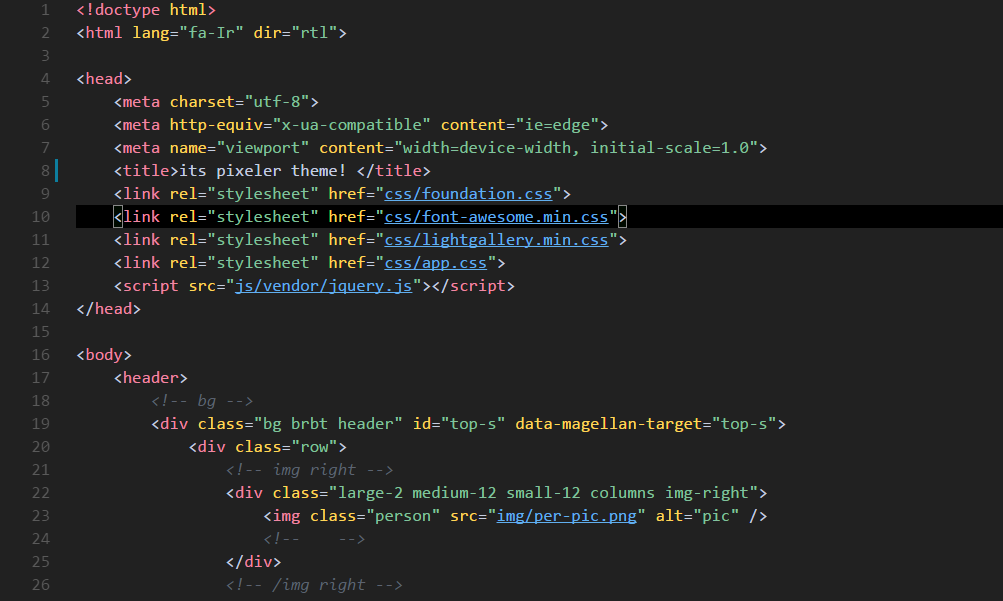 1 <!doctype html>
2 <html lang="fa-Ir" dir="rtl">
3
4 <head>
5     <meta charset="utf-8">
6     <meta http-equiv="x-ua-compatible" content="ie=edge">
7     <meta name="viewport" content="width=device-width, initial-scale=1.0">
8     <title>its pixeler theme! </title>
9     <link rel="stylesheet" href="css/foundation.css">
10     <link rel="stylesheet" href="css/font-awesome.min.css">
11     <link rel="stylesheet" href="css/lightgallery.min.css">
12     <link rel="stylesheet" href="css/app.css">
13     <script src="js/vendor/jquery.js"></script>
14 </head>
15
16 <body>
17     <header>
18         <!-- bg -->
19         <div class="bg brbt header" id="top-s" data-magellan-target="top-s">
20             <div class="row">
21                 <!-- img right -->
22                 <div class="large-2 medium-12 small-12 columns img-right">
23                     <img class="person" src="img/per-pic.png" alt="pic" />
24                     <!--    -->
25                 </div>
26                 <!-- /img right -->